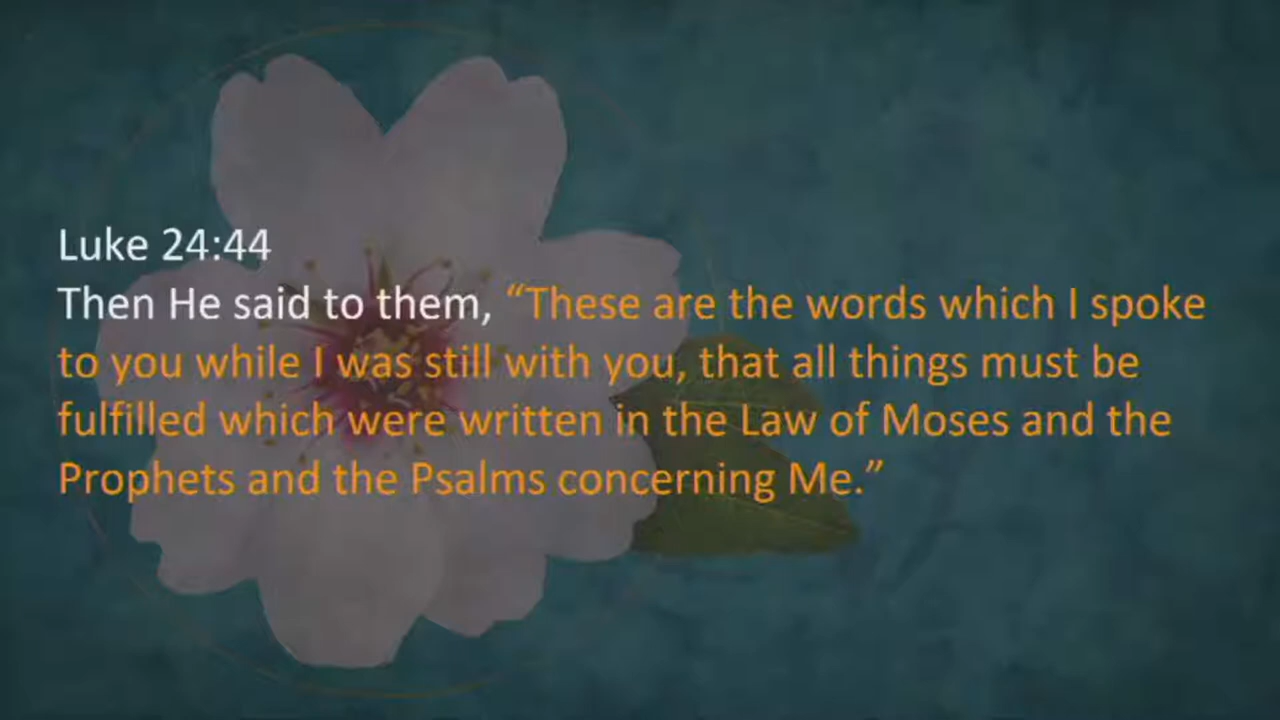 Luke 24:44
Then He said to them, “These are the words which I spoke
to you while I was still with you, that all things must be
fulfilled which were written in the Law of Moses and the
Prophets and the Psalms concerning Me.”